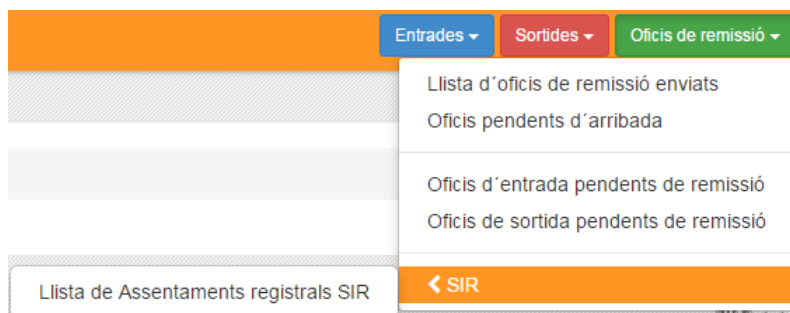 Entrades
Sortides
Oficis de remissió
Llista d´oficis de remissió enviats
Oficis pendents d´arribada
Oficis d´entrada pendents de remissió
Oficis de sortida pendents de remissió
SIR
Llista de Assentaments registrals SIR